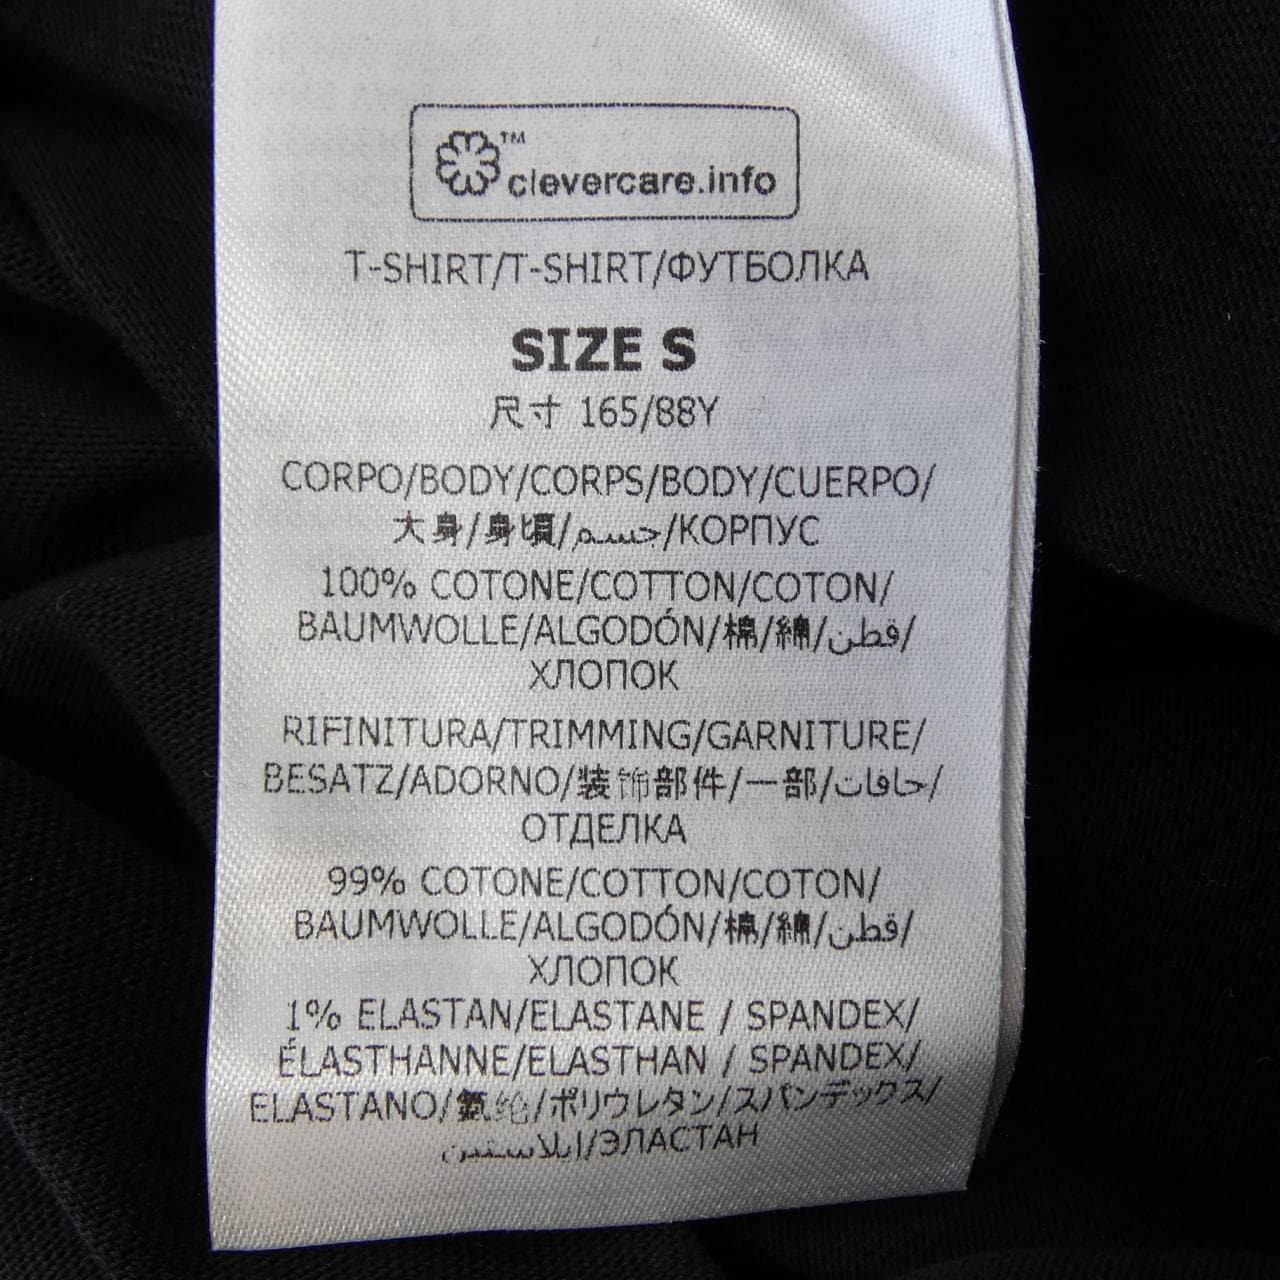 ™
clevercare.info
T-SHIRT/T-SHIRT/ФУТБОЛКА
SIZE S
尺寸 165/88Y
CORPO/BODY/CORPS/BODY/CUERPO/
大身/身頃/جسم/КОРПУС
100% COTONE/COTTON/COTON/
BAUMWOLLE/ALGODÓN/棉/綿/قطن/
ХЛОПОК
RIFINITURA/TRIMMING/GARNITURE/
BESATZ/ADORNO/装饰部件/一部/حافات/
ОТДЕЛКА
99% COTONE/COTTON/COTON/
BAUMWOLLE/ALGODÓN/棉/綿/قطن/
ХЛОПОК
1% ELASTAN/ELASTANE / SPANDEX/
ÉLASTHANNE/ELASTHAN / SPANDEX/
ELASTANO/氨纶/ポリウレタン/スパンデックス/
ايلاستين/ЭЛАСТАН